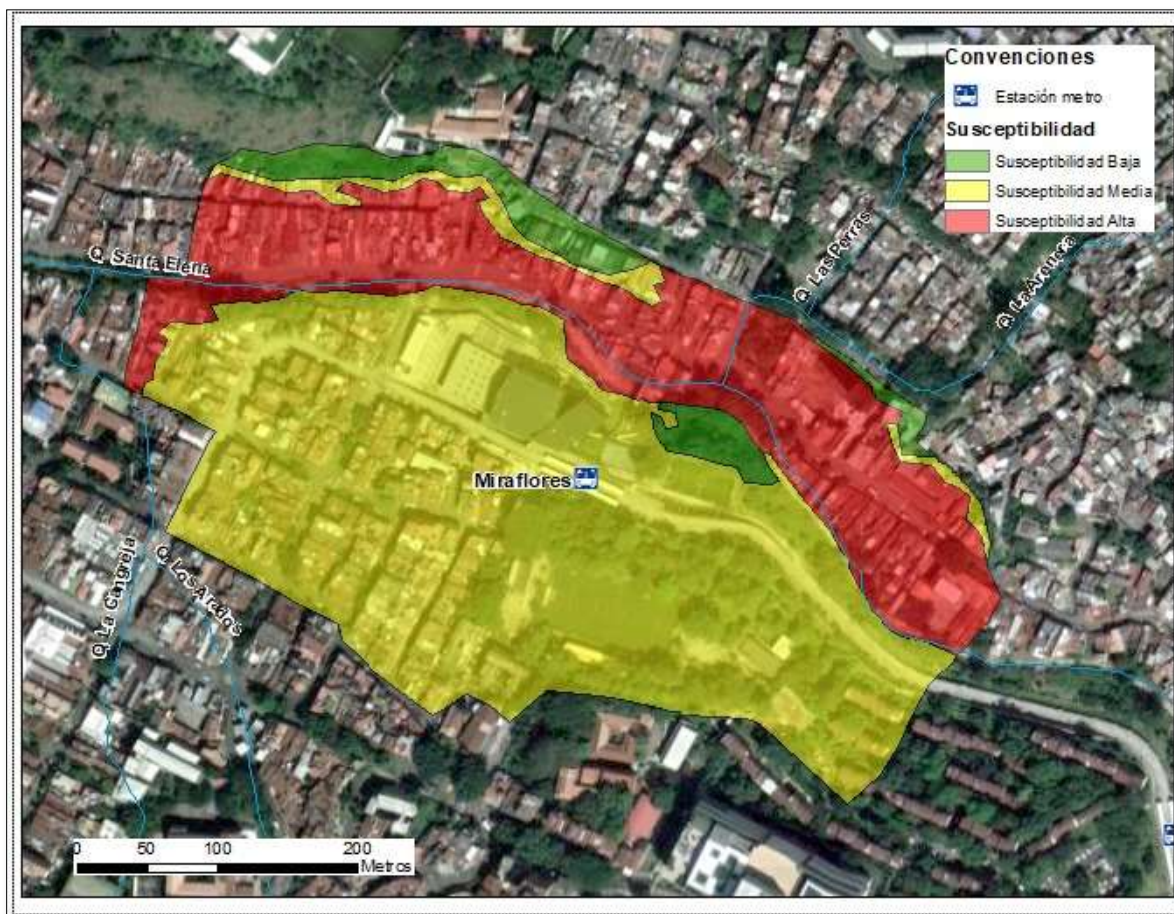 Convenciones
Estación metro
Susceptibilidad
Susceptibilidad Baja
Susceptibilidad Media
Susceptibilidad Alta
Q. Santa Elena
Q. Las Perras
Q. La Arenera
Miraflores
Q. La Cangreja
Q. Los Arados
0 50 100 200
Metros